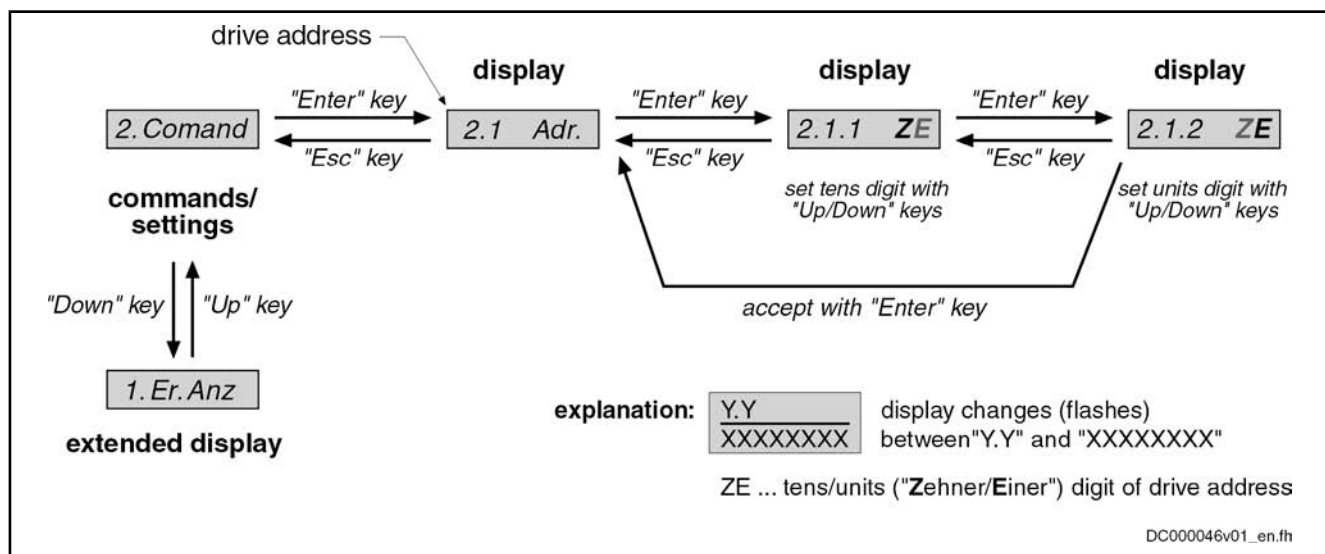 drive address
display
display
display
"Enter" key
"Enter" key
"Enter" key
2. Comand
2.1 Adr.
2.1.1 ZE
2.1.2 ZE
"Esc" key
"Esc" key
"Esc" key
commands/
settings
set tens digit with
"Up/Down" keys
set units digit with
"Up/Down" keys
"Down" key
"Up" key
accept with "Enter" key
1. Er. Anz
extended display
explanation:
Y.Y
XXXXXXXX
display changes (flashes)
between"Y.Y" and "XXXXXXXX"
ZE ... tens/units ("Zehner/Einer") digit of drive address
DC000046v01_en.fh